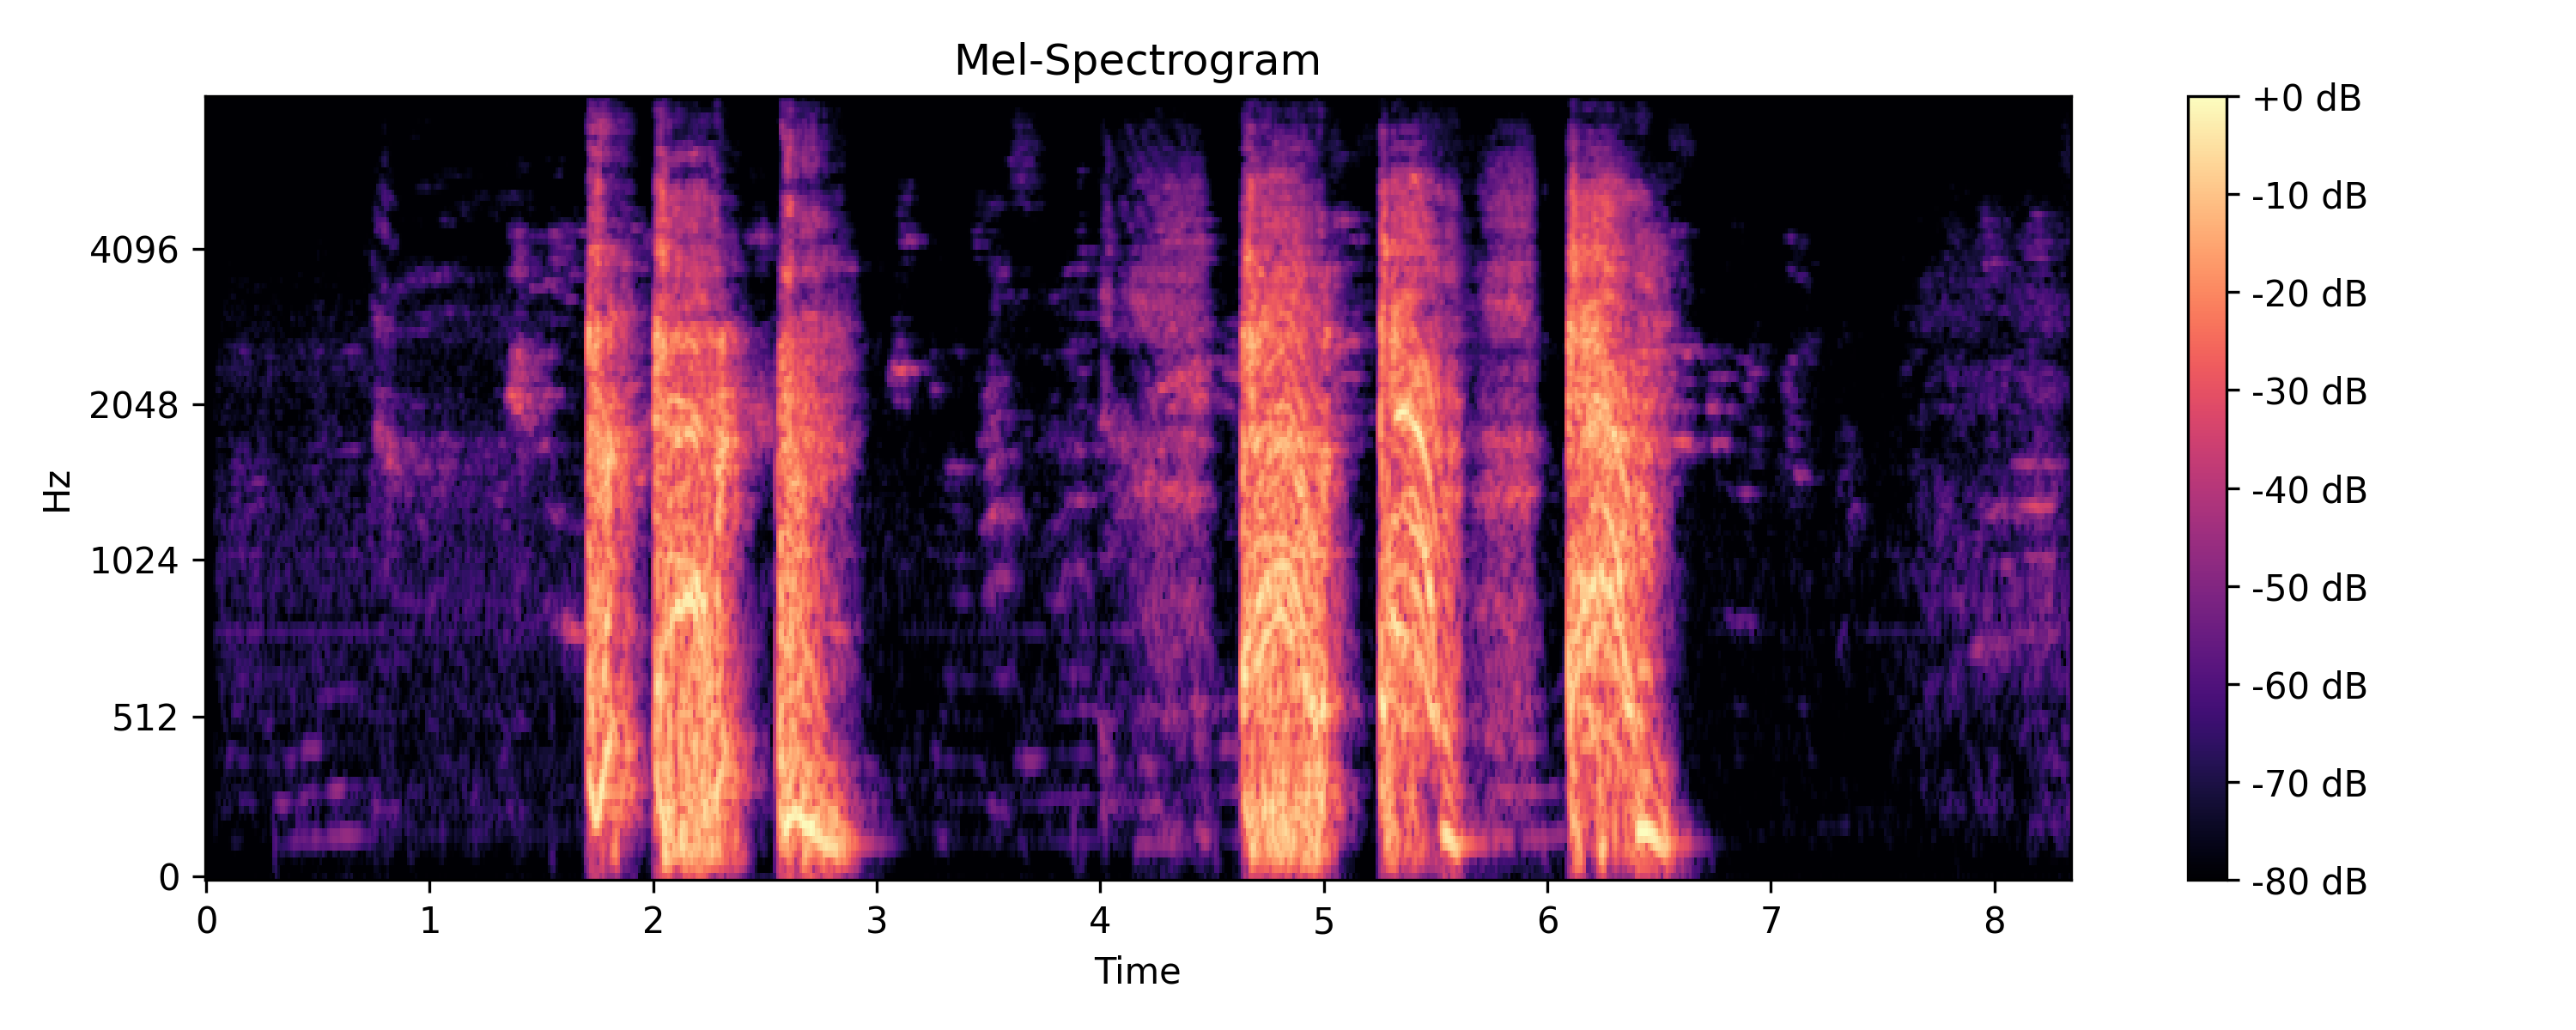 Mel-Spectrogram
Hz
4096
2048
1024
512
0
0 1 2 3 4 5 6 7 8
Time
+0 dB
-10 dB
-20 dB
-30 dB
-40 dB
-50 dB
-60 dB
-70 dB
-80 dB